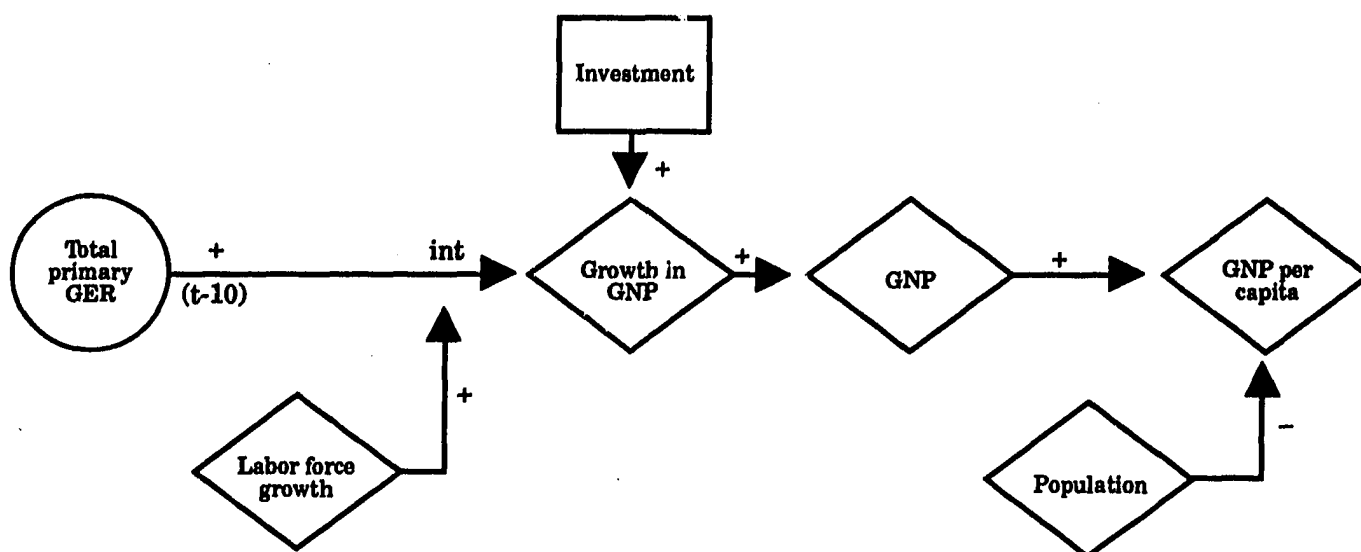 Investment
+
Total
primary
GER
+
(t-10)
int
Growth in
GNP
+
GNP
+
GNP per
capita
Labor force
growth
+
Population
-